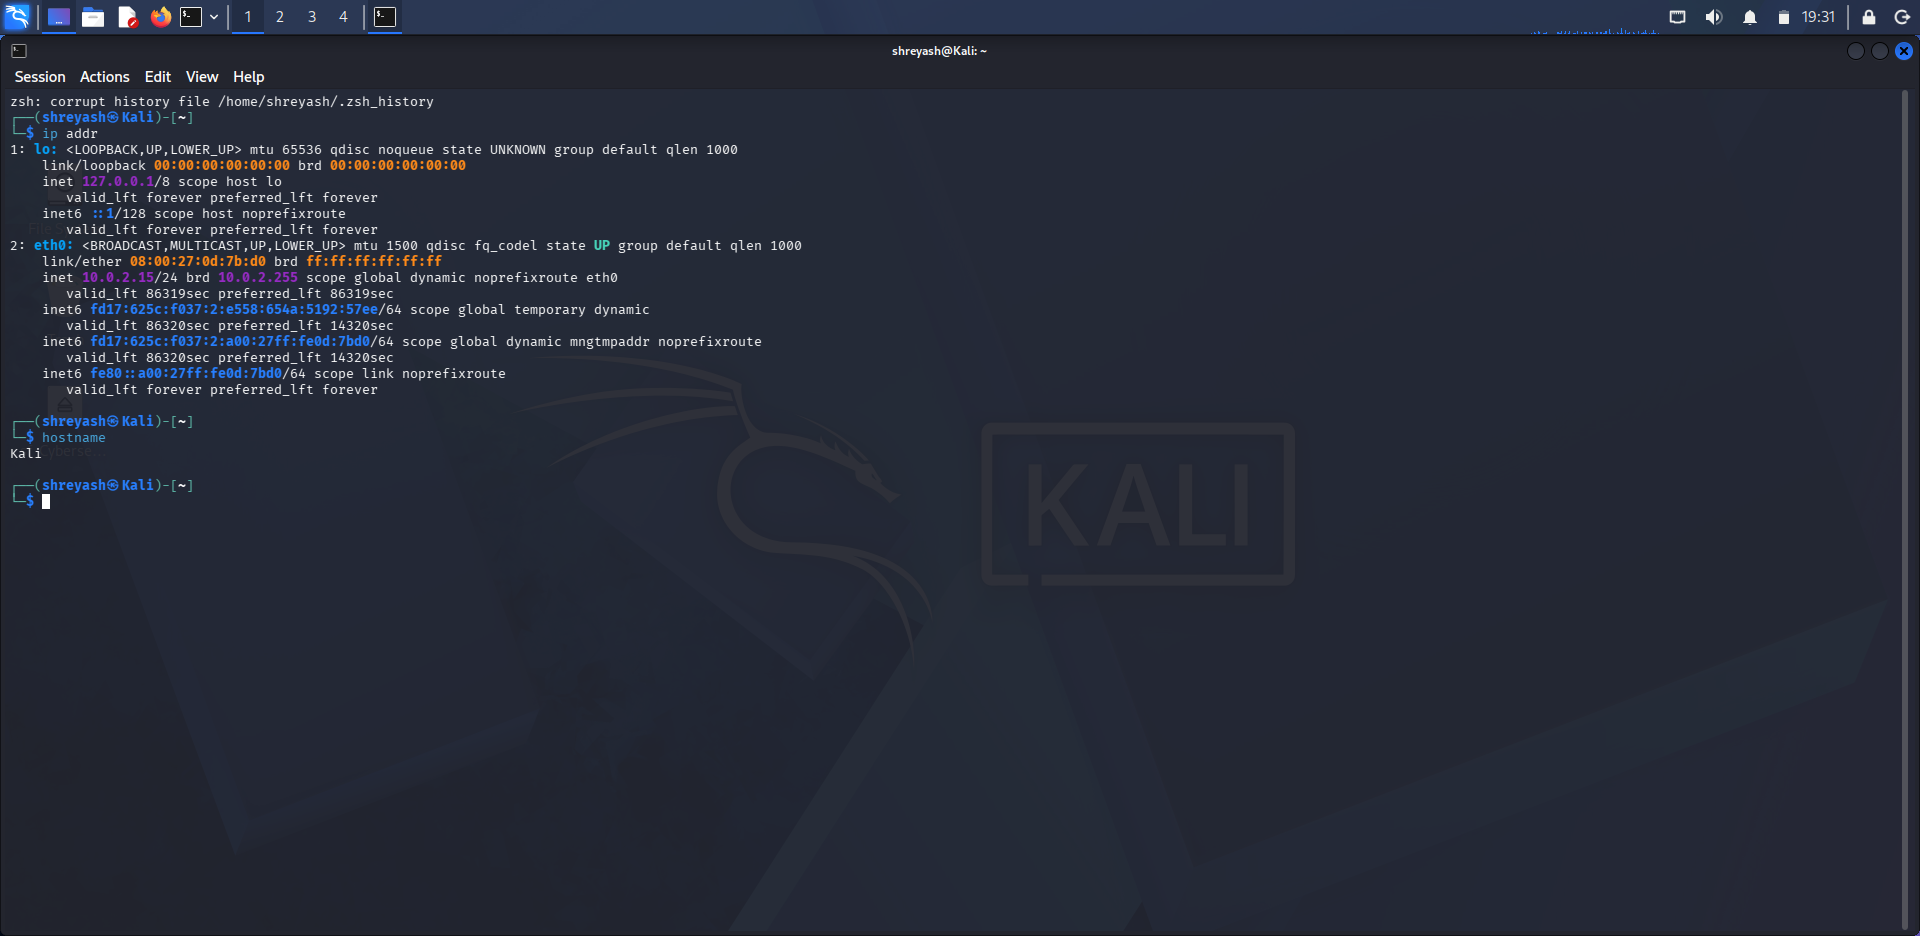 1 2 3 4 19:31
shreyash@Kali: ~
Session Actions Edit View Help
zsh: corrupt history file /home/shreyash/.zsh_history
┌──(shreyash㉿Kali)-[~]
└─$ ip addr
1: lo: <LOOPBACK,UP,LOWER_UP> mtu 65536 qdisc noqueue state UNKNOWN group default qlen 1000
    link/loopback 00:00:00:00:00:00 brd 00:00:00:00:00:00
    inet 127.0.0.1/8 scope host lo
       valid_lft forever preferred_lft forever
    inet6 ::1/128 scope host noprefixroute
       valid_lft forever preferred_lft forever
2: eth0: <BROADCAST,MULTICAST,UP,LOWER_UP> mtu 1500 qdisc fq_codel state UP group default qlen 1000
    link/ether 08:00:27:0d:7b:d0 brd ff:ff:ff:ff:ff:ff
    inet 10.0.2.15/24 brd 10.0.2.255 scope global dynamic noprefixroute eth0
       valid_lft 86319sec preferred_lft 86319sec
    inet6 fd17:625c:f037:2:e558:654a:5192:57ee/64 scope global temporary dynamic
       valid_lft 86320sec preferred_lft 14320sec
    inet6 fd17:625c:f037:2:a00:27ff:fe0d:7bd0/64 scope global dynamic mngtmpaddr noprefixroute
       valid_lft 86320sec preferred_lft 14320sec
    inet6 fe80::a00:27ff:fe0d:7bd0/64 scope link noprefixroute
       valid_lft forever preferred_lft forever
┌──(shreyash㉿Kali)-[~]
└─$ hostname
Kali
┌──(shreyash㉿Kali)-[~]
└─$
KALI